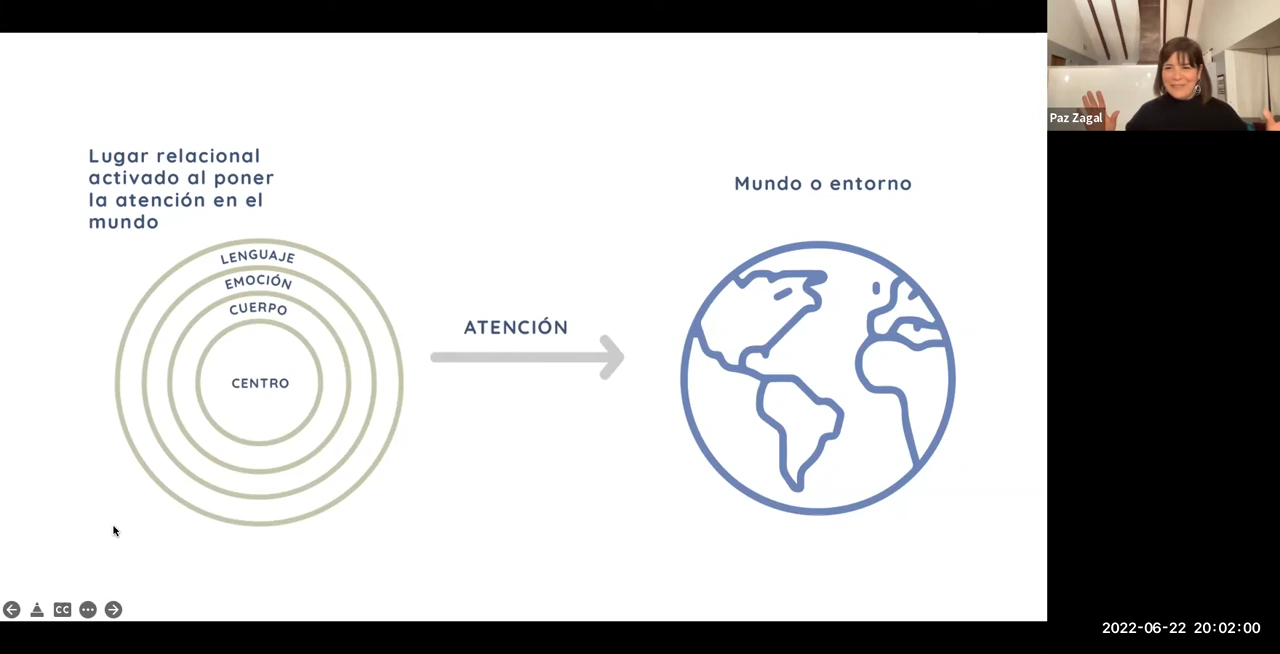 Lugar relacional
activado al poner
la atención en el
mundo
LENGUAJE
EMOCIÓN
CUERPO
CENTRO
ATENCIÓN
Mundo o entorno
Paz Zagal
CC
2022-06-22 20:02:00